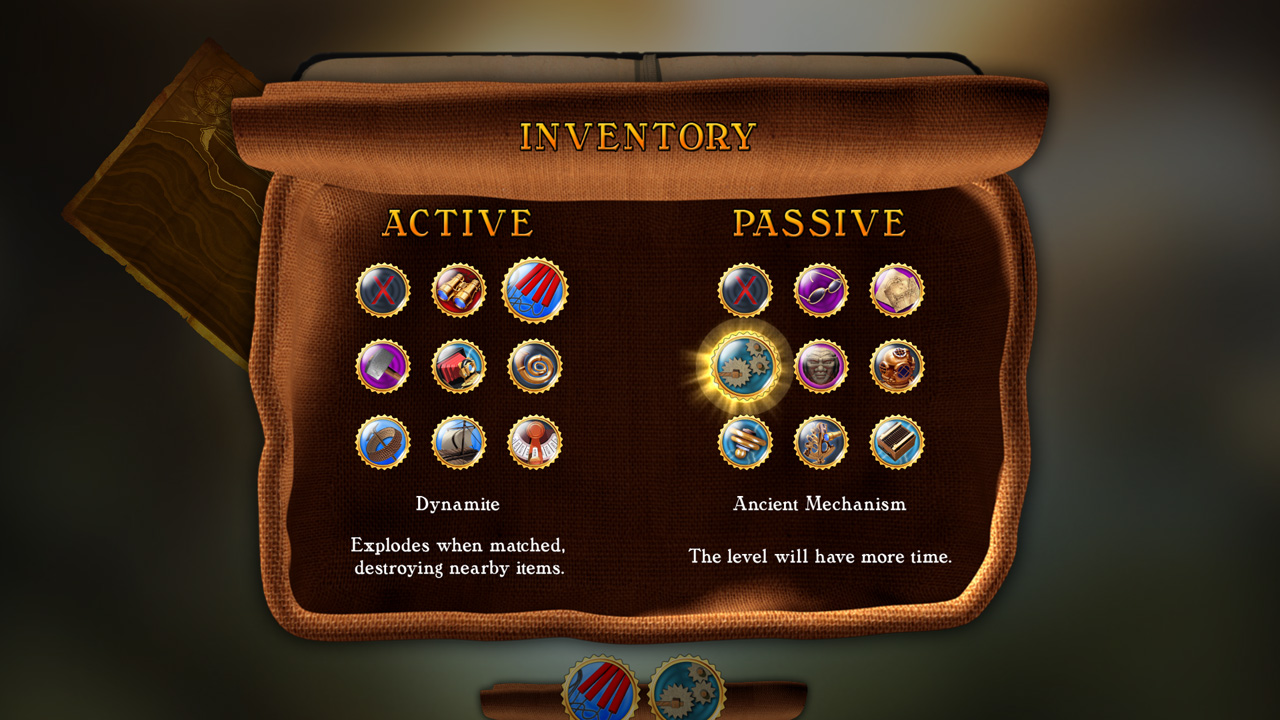 INVENTORY
ACTIVE
PASSIVE
Dynamite
Explodes when matched,
destroying nearby items.
Ancient Mechanism
The level will have more time.